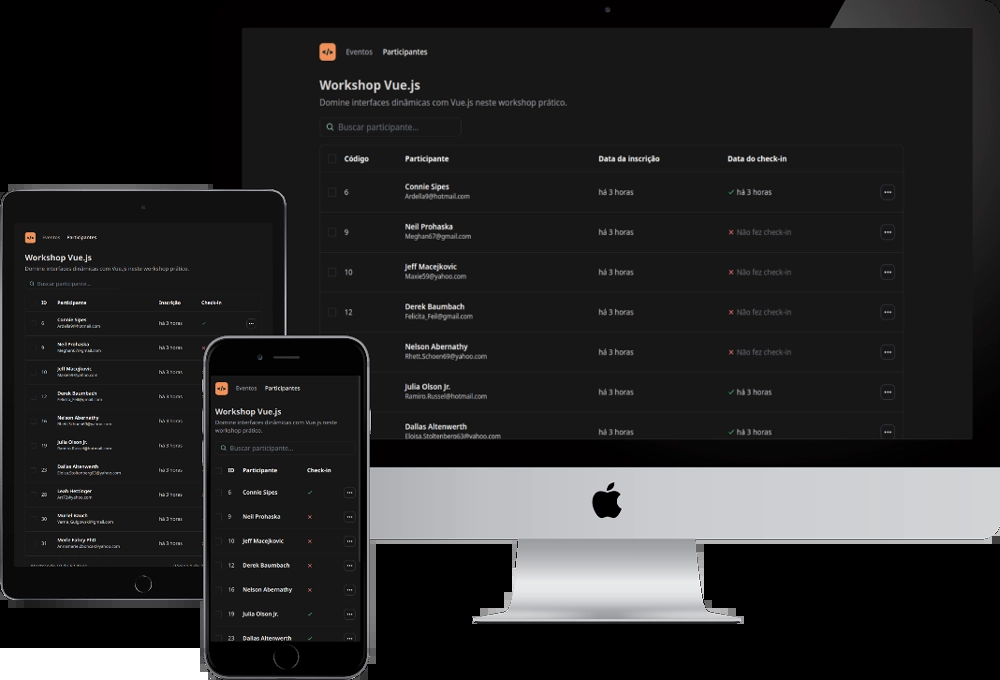 </> Eventos Participantes
Workshop Vue.js
Domine interfaces dinâmicas com Vue.js neste workshop prático.
Buscar participante...
Código Participante Data da inscrição Data do check-in
6 Connie Sipes há 3 horas há 3 horas
Ardella9@hotmail.com
9 Neil Prohaska há 3 horas Não fez check-in
Meghan67@gmail.com
10 Jeff Macejkovic há 3 horas Não fez check-in
Maxie59@yahoo.com
12 Derek Baumbach há 3 horas Não fez check-in
Felicita_Feil@gmail.com
Nelson Abernathy há 3 horas Não fez check-in
Rhett.Schoen69@yahoo.com
Julia Olson Jr. há 3 horas há 3 horas
Ramiro.Russel@hotmail.com
Dallas Altenwerth há 3 horas há 3 horas
Eloisa.Stoltenberg63@yahoo.com
</> Eventos Participantes
Workshop Vue.js
Domine interfaces dinâmicas com Vue.js neste workshop prático.
Buscar participante...
ID Participante Inscrição Check-in
6 Connie Sipes há 3 horas
Ardella9@hotmail.com
9 Neil Prohaska há 3 horas
Meghan67@gmail.com
10 Jeff Macejkovic há 3 horas
Maxie59@yahoo.com
12 Derek Baumbach há 3 horas
Felicita_Feil@gmail.com
16 Nelson Abernathy há 3 horas
Rhett.Schoen69@yahoo.com
19 Julia Olson Jr. há 3 horas
Ramiro.Russel@hotmail.com
23 Dallas Altenwerth há 3 horas
Eloisa.Stoltenberg63@yahoo.com
28 Leah Hettinger há 3 horas
30 Muriel Bauch há 3 horas
31 há 3 horas
</> Eventos Participantes
Workshop Vue.js
Domine interfaces dinâmicas com Vue.js neste
workshop prático.
Buscar participante...
ID Participante Check-in
6 Connie Sipes
9 Neil Prohaska
10 Jeff Macejkovic
12 Derek Baumbach
16 Nelson Abernathy
19 Julia Olson Jr.
23 Dallas Altenwerth